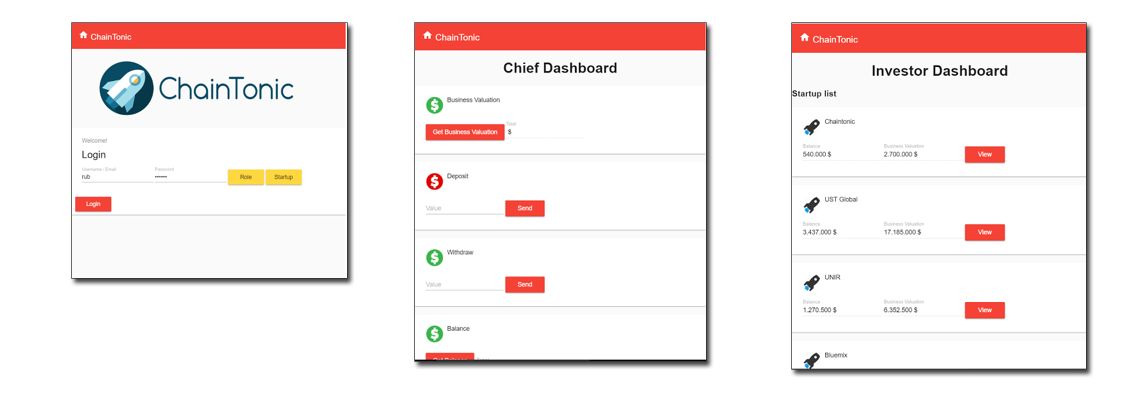 ChainTonic
ChainTonic
Welcome!
Login
Username / Email
Password
rub
••••••
Role
Startup
Login
ChainTonic
Chief Dashboard
Business Valuation
Get Business Valuation
Total
$
Deposit
Value
Send
Withdraw
Value
Send
Balance
ChainTonic
Investor Dashboard
Startup list
Chaintonic
Balance
Business Valuation
540.000 $
2.700.000 $
View
UST Global
Balance
Business Valuation
3.437.000 $
17.185.000 $
View
UNIR
Balance
Business Valuation
1.270.500 $
6.352.500 $
View
Bluemix